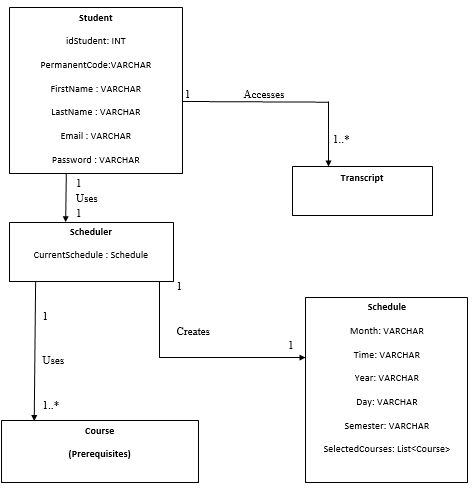 Student
idStudent: INT
PermanentCode:VARCHAR
FirstName : VARCHAR
LastName : VARCHAR
Email : VARCHAR
Password : VARCHAR
1
Accesses
1..*
Transcript
1
Uses
1
Scheduler
CurrentSchedule : Schedule
1
Creates
1
1
Uses
1..*
Course
(Prerequisites)
Schedule
Month: VARCHAR
Time: VARCHAR
Year: VARCHAR
Day: VARCHAR
Semester: VARCHAR
SelectedCourses: List<Course>